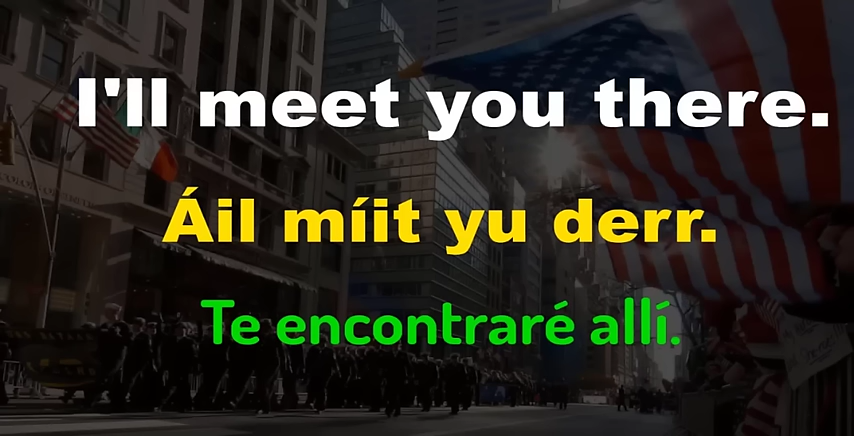 I'll meet you there.
Áil míit yu derr.
Te encontraré allí.